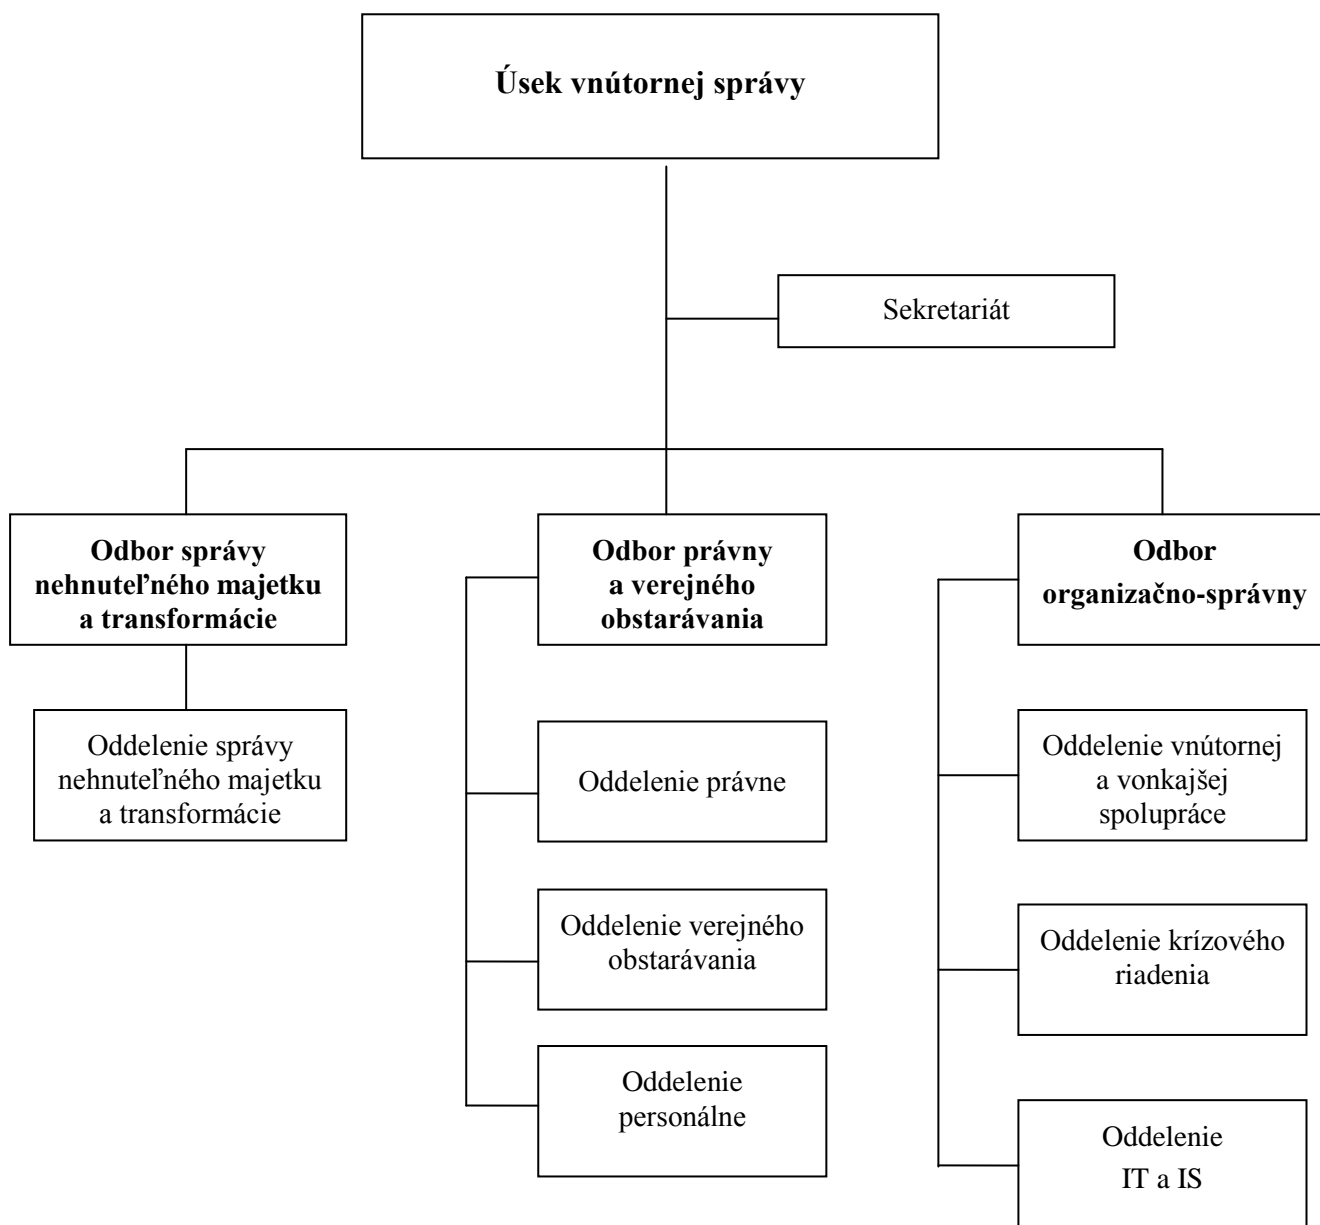 Úsek vnútornej správy
Sekretariát
Odbor správy
nehnuteľného majetku
a transformácie
Oddelenie správy
nehnuteľného majetku
a transformácie
Odbor právny
a verejného
obstarávania
Oddelenie právne
Oddelenie verejného
obstarávania
Oddelenie
personálne
Odbor
organizačno-správny
Oddelenie vnútornej
a vonkajšej
spolupráce
Oddelenie krízového
riadenia
Oddelenie
IT a IS